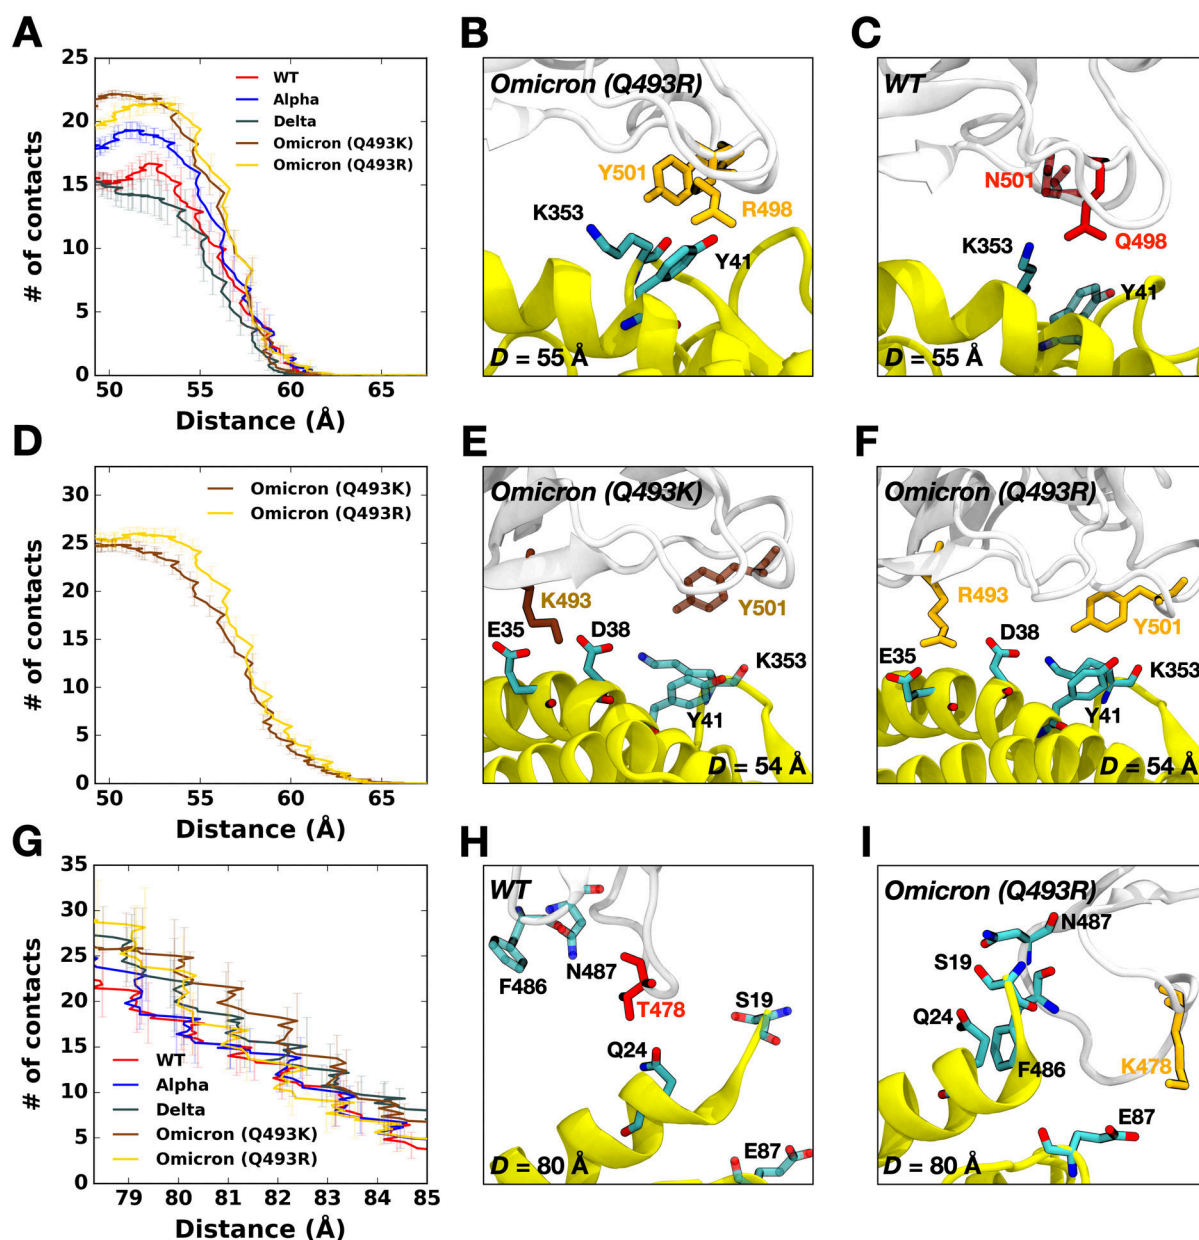 A
25
20
15
10
5
0
# of contacts
50 55 60 65
Distance (Å)
WT
Alpha
Delta
Omicron (Q493K)
Omicron (Q493R)
B
Omicron (Q493R)
Y501
R498
K353
Y41
D = 55 Å
C
WT
N501
Q498
K353
Y41
D = 55 Å
D
30
25
20
15
10
5
0
# of contacts
50 55 60 65
Distance (Å)
Omicron (Q493K)
Omicron (Q493R)
E
Omicron (Q493K)
K493
Y501
E35
D38
K353
Y41
D = 54 Å
F
Omicron (Q493R)
R493
Y501
D38
E35
K353
Y41
D = 54 Å
G
35
30
25
20
15
10
5
0
# of contacts
79 80 81 82 83 84 85
Distance (Å)
WT
Alpha
Delta
Omicron (Q493K)
Omicron (Q493R)
H
WT
F486
N487
T478
S19
Q24
E87
D = 80 Å
I
Omicron (Q493R)
N487
S19
Q24
F486
K478
E87
D = 80 Å